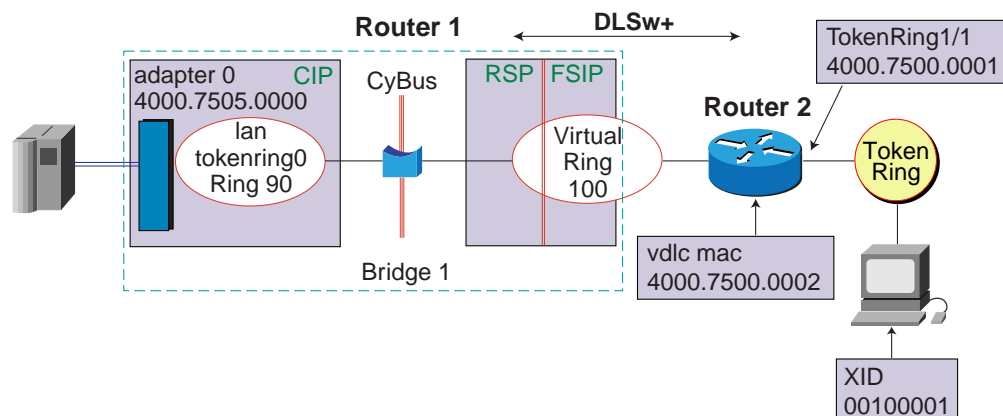 DLSw+
Router 1
TokenRing1/1
4000.7500.0001
adapter 0
CIP
4000.7505.0000
CyBus
RSP
FSIP
Router 2
lan
tokenring0
Ring 90
Virtual
Ring
100
Token
Ring
Bridge 1
vdlc mac
4000.7500.0002
XID
00100001